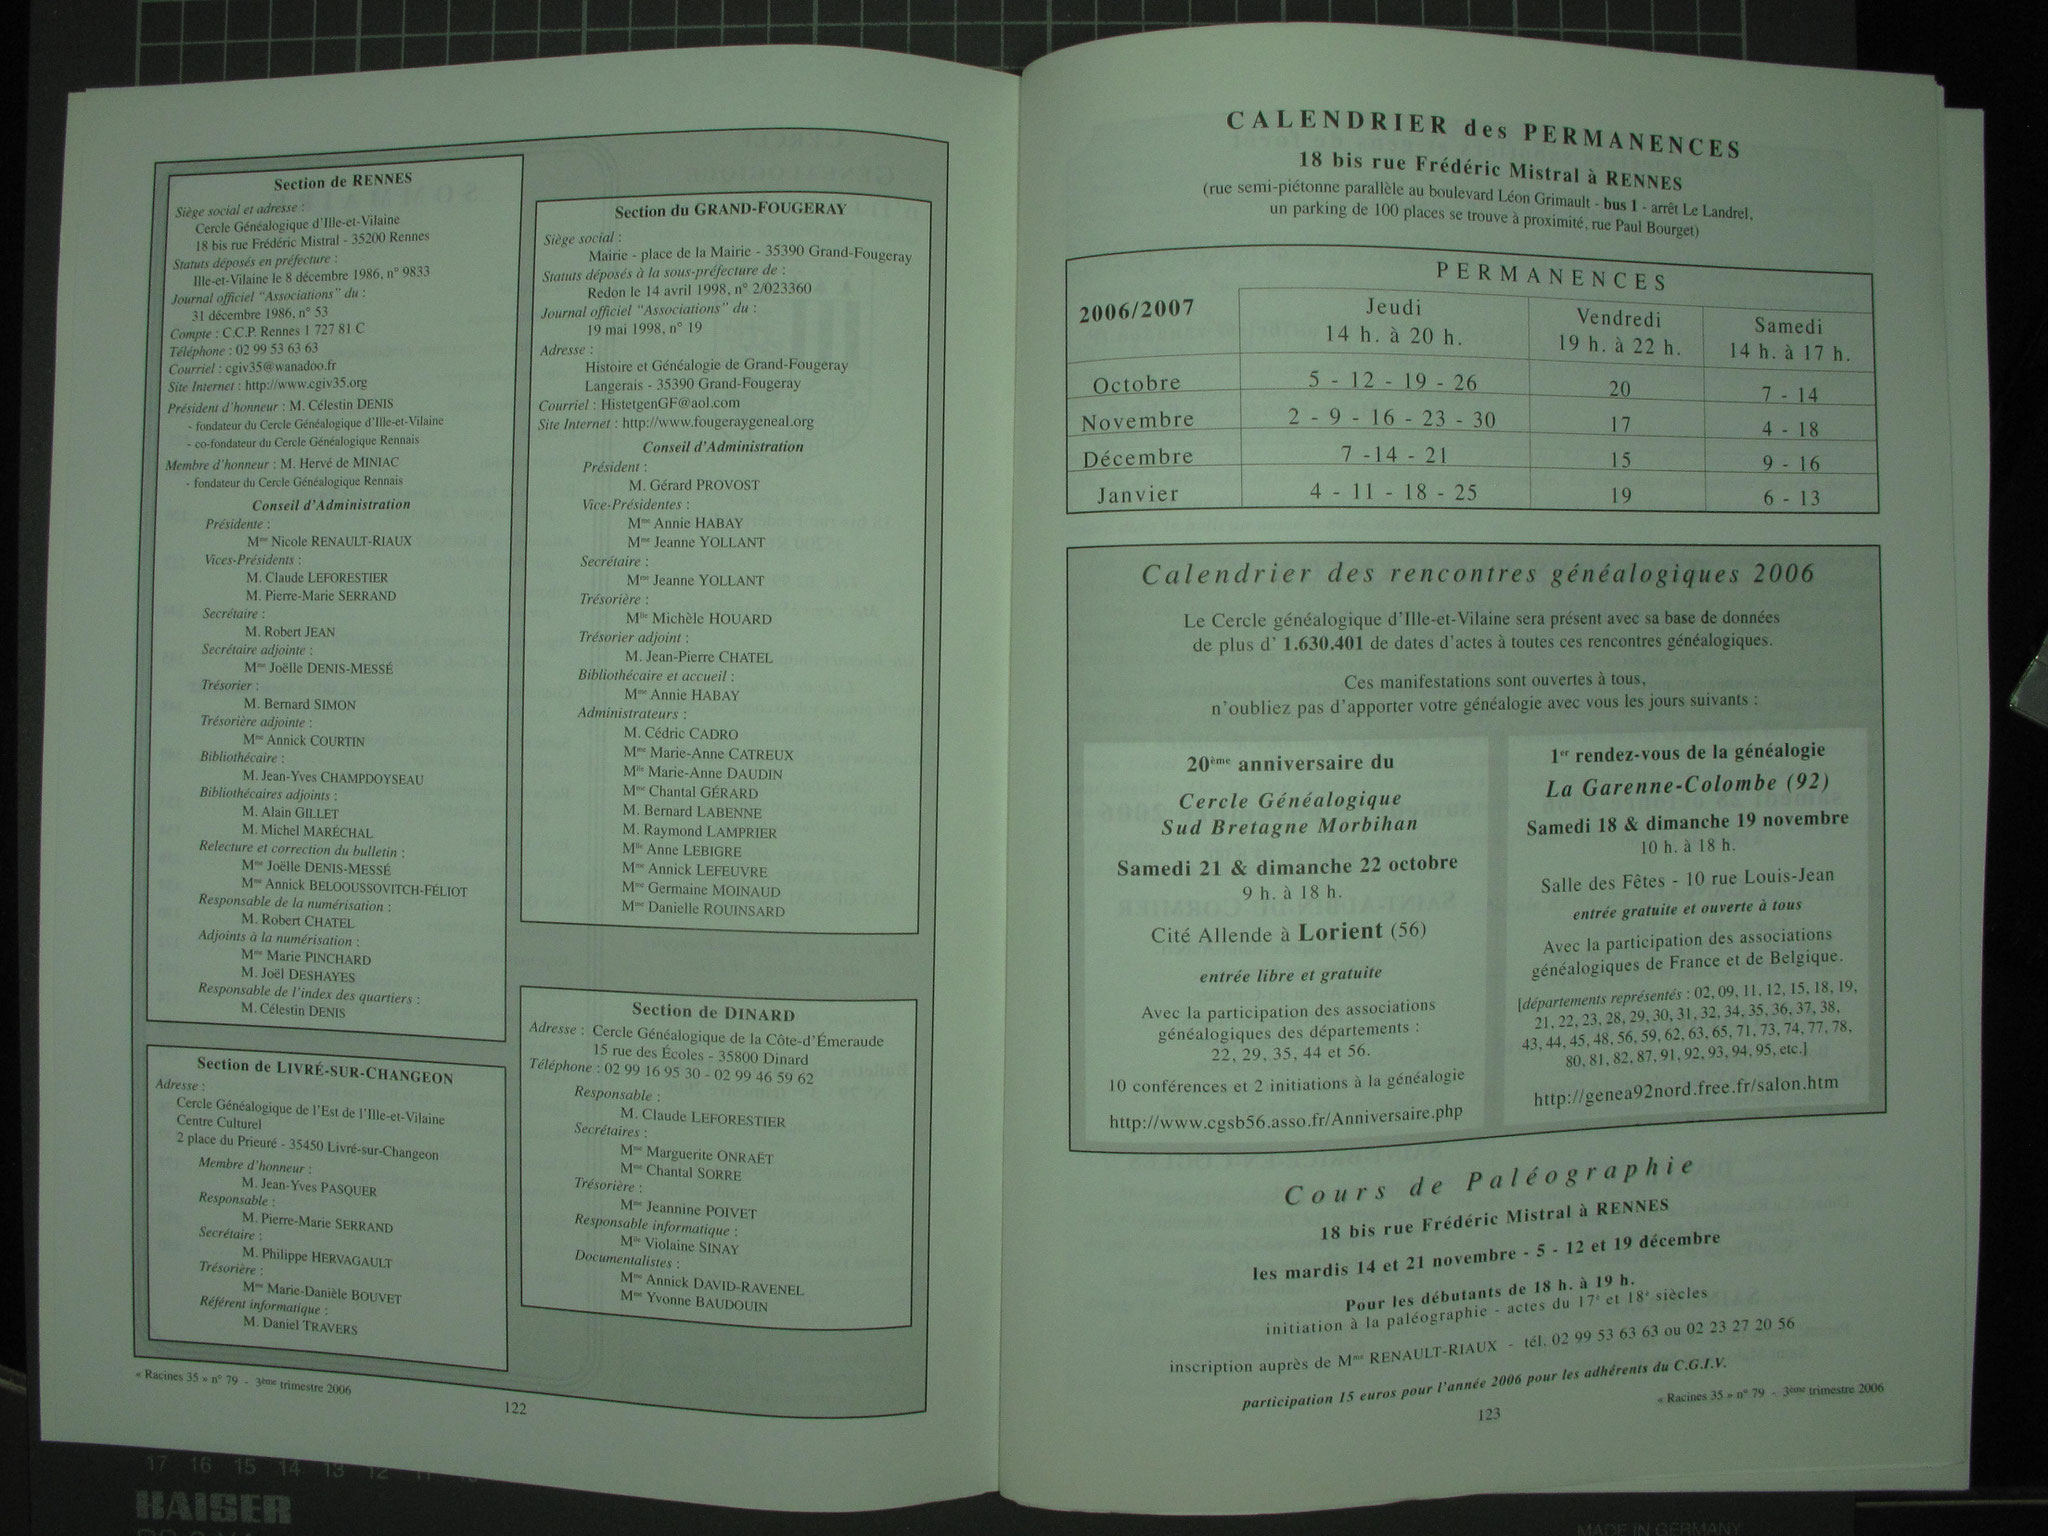 Section de RENNES
Siège social et adresse :
Cercle Généalogique d'Ille-et-Vilaine
18 bis rue Frédéric Mistral - 35200 Rennes
Statuts déposés en préfecture :
Ille-et-Vilaine le 8 décembre 1986, n° 9833
Journal officiel "Associations" du :
31 décembre 1986, n° 53
Compte : C.C.P. Rennes 1 727 81 C
Téléphone : 02 99 53 63 63
Courriel : cgiv35@wanadoo.fr
Site Internet : http://www.cgiv35.org
Président d'honneur : M. Célestin DENIS
- fondateur du Cercle Généalogique d'Ille-et-Vilaine
- co-fondateur du Cercle Généalogique Rennais
Membre d'honneur : M. Hervé de MINIAC
- fondateur du Cercle Généalogique Rennais
Conseil d'Administration
Présidente :
Mme Nicole RENAULT-RIAUX
Vices-Présidents :
M. Claude LEFORESTIER
M. Pierre-Marie SERRAND
Secrétaire :
M. Robert JEAN
Secrétaire adjointe :
Mme Joëlle DENIS-MESSÉ
Trésorier :
M. Bernard SIMON
Trésorière adjointe :
Mme Annick COURTIN
Bibliothécaire :
M. Jean-Yves CHAMPDOYSEAU
Bibliothécaires adjoints :
M. Alain GILLET
M. Michel MARÉCHAL
Relecture et correction du bulletin :
Mme Joëlle DENIS-MESSÉ
Mme Annick BELOOUSSOVITCH-FÉLIOT
Responsable de la numérisation :
M. Robert CHATEL
Adjoints à la numérisation :
Mme Marie PINCHARD
M. Joël DESHAYES
Responsable de l'index des quartiers :
M. Célestin DENIS
Section de LIVRÉ-SUR-CHANGEON
Adresse :
Cercle Généalogique de l'Est de l'Ille-et-Vilaine
Centre Culturel
2 place du Prieuré - 35450 Livré-sur-Changeon
Membre d'honneur :
M. Jean-Yves PASQUER
Responsable :
M. Pierre-Marie SERRAND
Secrétaire :
M. Philippe HERVAGAULT
Trésorière :
Mme Marie-Danièle BOUVET
Référent informatique :
M. Daniel TRAVERS
Section du GRAND-FOUGERAY
Siège social :
Mairie - place de la Mairie - 35390 Grand-Fougeray
Statuts déposés à la sous-préfecture de :
Redon le 14 avril 1998, n° 2/023360
Journal officiel "Associations" du :
19 mai 1998, n° 19
Adresse :
Histoire et Généalogie de Grand-Fougeray
Langerais - 35390 Grand-Fougeray
Courriel : HistetgenGF@aol.com
Site Internet : http://www.fougeraygeneal.org
Conseil d'Administration
Président :
M. Gérard PROVOST
Vice-Présidentes :
Mme Annie HABAY
Mme Jeanne YOLLANT
Secrétaire :
Mme Jeanne YOLLANT
Trésorière :
Mlle Michèle HOUARD
Trésorier adjoint :
M. Jean-Pierre CHATEL
Bibliothécaire et accueil :
Mme Annie HABAY
Administrateurs :
M. Cédric CADRO
Mme Marie-Anne CATREUX
Mlle Marie-Anne DAUDIN
Mme Chantal GÉRARD
M. Bernard LABENNE
M. Raymond LAMPRIER
Mlle Anne LEBIGRE
Mme Annick LEFEUVRE
Mme Germaine MOINAUD
Mme Danielle ROUINSARD
Section de DINARD
Adresse : Cercle Généalogique de la Côte-d'Émeraude
15 rue des Écoles - 35800 Dinard
Téléphone : 02 99 16 95 30 - 02 99 46 59 62
Responsable :
M. Claude LEFORESTIER
Secrétaires :
Mme Marguerite ONRAËT
Mme Chantal SORRE
Trésorière :
Mme Jeannine POIVET
Responsable informatique :
Mlle Violaine SINAY
Documentalistes :
Mme Annick DAVID-RAVENEL
Mme Yvonne BAUDOUIN
« Racines 35 » n° 79 - 3ème trimestre 2006
122
CALENDRIER des PERMANENCES
18 bis rue Frédéric Mistral à RENNES
(rue semi-piétonne parallèle au boulevard Léon Grimault - bus 1 - arrêt Le Landrel,
un parking de 100 places se trouve à proximité, rue Paul Bourget)
PERMANENCES
2006/2007
Jeudi Vendredi Samedi
14 h. à 20 h. 19 h. à 22 h. 14 h. à 17 h.
Octobre 5 - 12 - 19 - 26 20 7 - 14
Novembre 2 - 9 - 16 - 23 - 30 17 4 - 18
Décembre 7 -14 - 21 15 9 - 16
Janvier 4 - 11 - 18 - 25 19 6 - 13
Calendrier des rencontres généalogiques 2006
Le Cercle généalogique d'Ille-et-Vilaine sera présent avec sa base de données
de plus d' 1.630.401 de dates d'actes à toutes ces rencontres généalogiques.
Ces manifestations sont ouvertes à tous,
n'oubliez pas d'apporter votre généalogie avec vous les jours suivants :
20ème anniversaire du
Cercle Généalogique
Sud Bretagne Morbihan
Samedi 21 & dimanche 22 octobre
9 h. à 18 h.
Cité Allende à Lorient (56)
entrée libre et gratuite
Avec la participation des associations
généalogiques des départements :
22, 29, 35, 44 et 56.
10 conférences et 2 initiations à la généalogie
http://www.cgsb56.asso.fr/Anniversaire.php
1er rendez-vous de la généalogie
La Garenne-Colombe (92)
Samedi 18 & dimanche 19 novembre
10 h. à 18 h.
Salle des Fêtes - 10 rue Louis-Jean
entrée gratuite et ouverte à tous
Avec la participation des associations
généalogiques de France et de Belgique.
[départements représentés : 02, 09, 11, 12, 15, 18, 19,
21, 22, 23, 28, 29, 30, 31, 32, 34, 35, 36, 37, 38,
43, 44, 45, 48, 56, 59, 62, 63, 65, 71, 73, 74, 77, 78,
80, 81, 82, 87, 91, 92, 93, 94, 95, etc.]
http://genea92nord.free.fr/salon.htm
Cours de Paléographie
18 bis rue Frédéric Mistral à RENNES
les mardis 14 et 21 novembre - 5 - 12 et 19 décembre
Pour les débutants de 18 h. à 19 h.
initiation à la paléographie - actes du 17e et 18e siècles
inscription auprès de Mme RENAULT-RIAUX - tél. 02 99 53 63 63 ou 02 23 27 20 56
participation 15 euros pour l'année 2006 pour les adhérents du C.G.I.V.
« Racines 35 » n° 79 - 3ème trimestre 2006
123
17 16 15 14 13 12 11
KAISER
MADE IN GERMANY